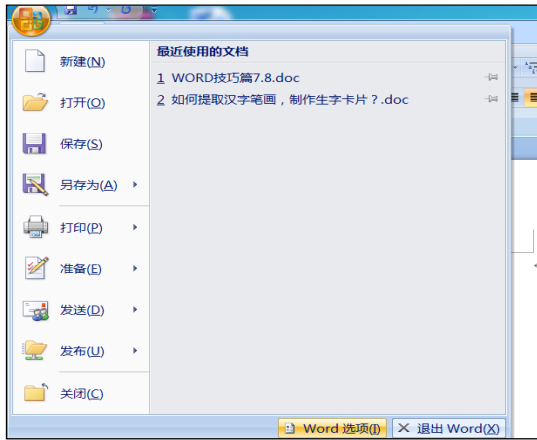 新建(N)
打开(O)
保存(S)
另存为(A)
打印(P)
准备(E)
发送(D)
发布(U)
关闭(C)
最近使用的文档
1 WORD技巧篇7.8.doc
2 如何提取汉字笔画，制作生字卡片？.doc
Word 选项(I)
退出 Word(X)